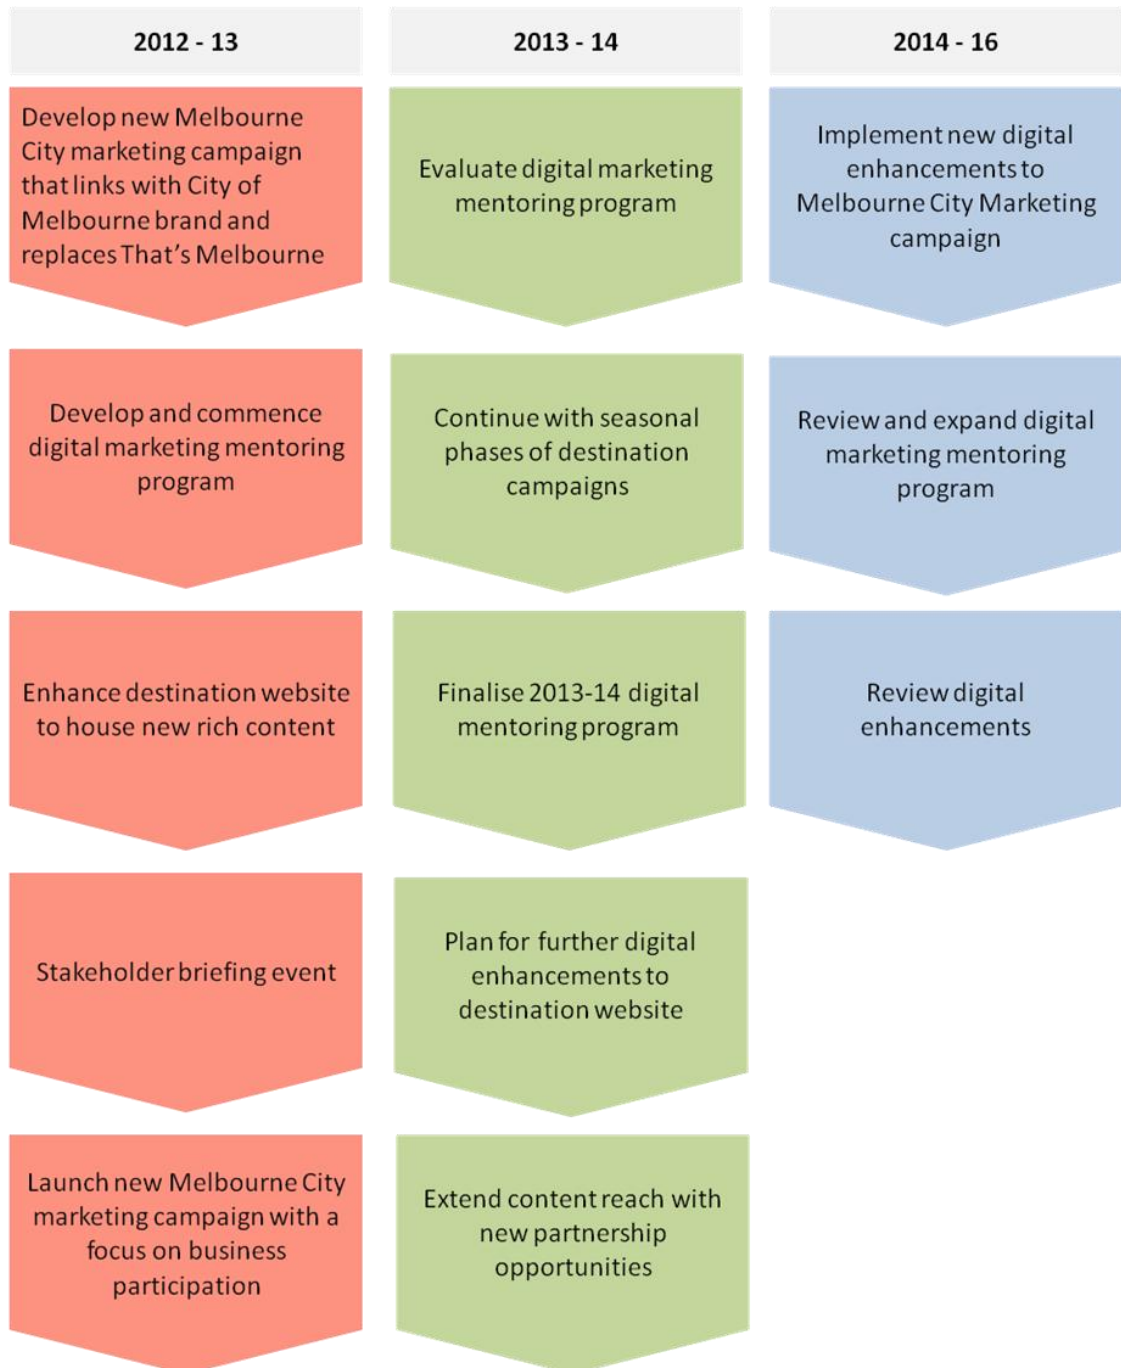 2012 - 13
2013 - 14
2014 - 16
Develop new Melbourne
City marketing campaign
that links with City of
Melbourne brand and
replaces That's Melbourne
Evaluate digital marketing
mentoring program
Implement new digital
enhancements to
Melbourne City Marketing
campaign
Develop and commence
digital marketing mentoring
program
Continue with seasonal
phases of destination
campaigns
Review and expand digital
marketing mentoring
program
Enhance destination website
to house new rich content
Finalise 2013-14 digital
mentoring program
Review digital
enhancements
Stakeholder briefing event
Plan for further digital
enhancements to
destination website
Launch new Melbourne City
marketing campaign with a
focus on business
participation
Extend content reach with
new partnership
opportunities